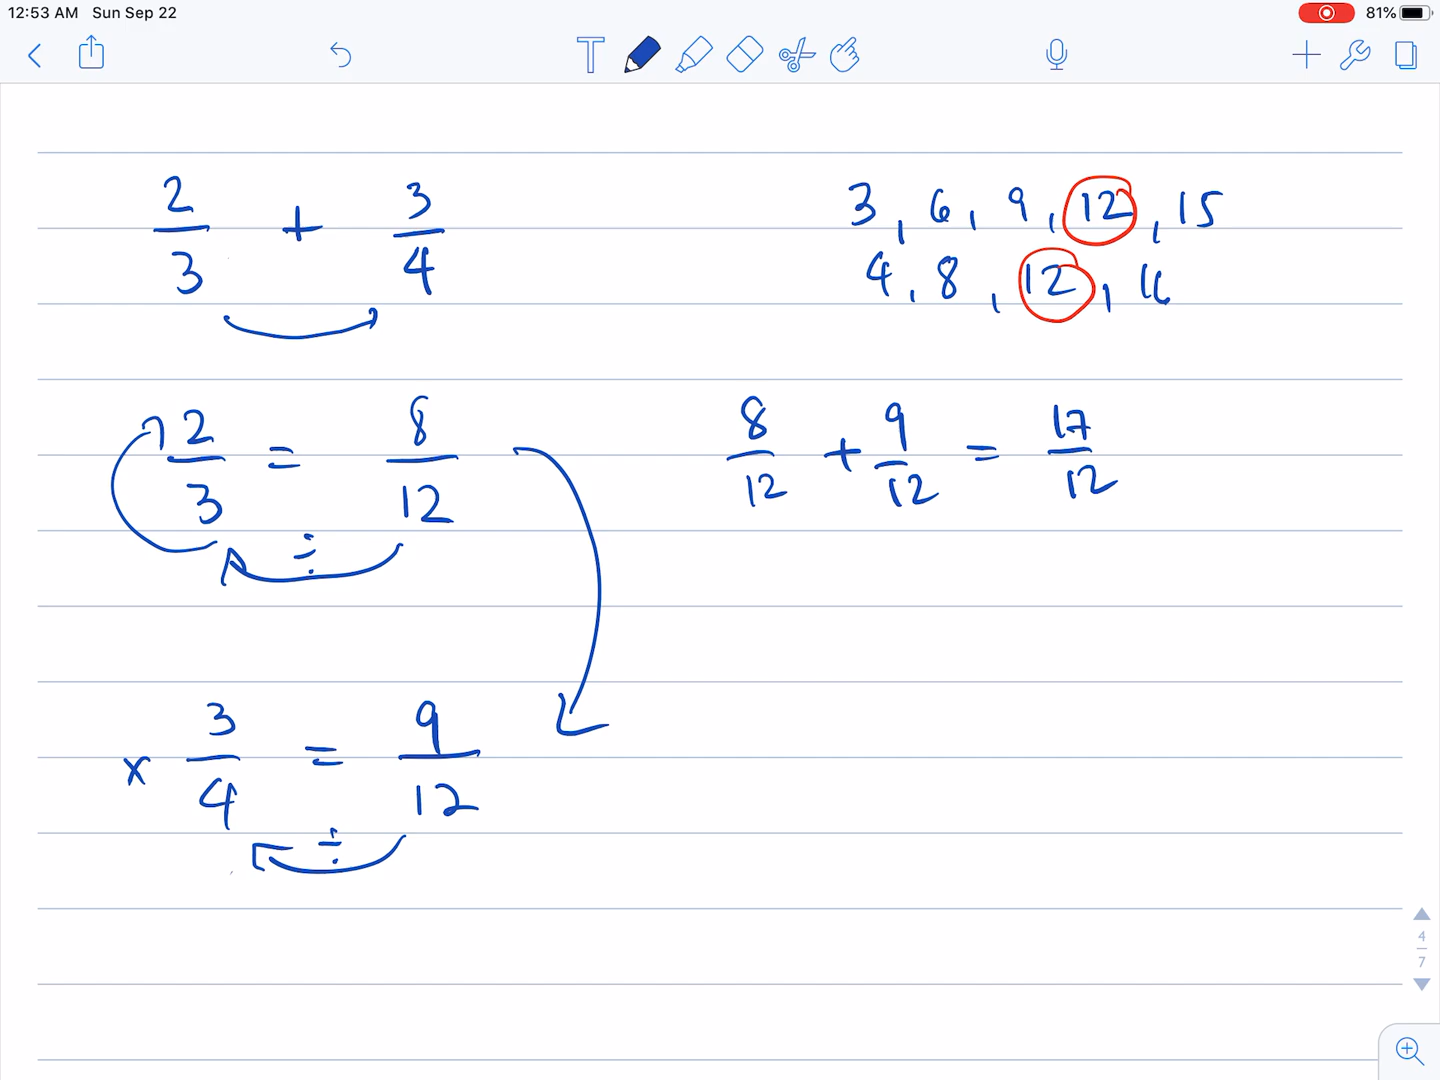 12:53 AM Sun Sep 22 81%
T
2/3 + 3/4
3, 6, 9, 12, 15
4, 8, 12, 16
2/3 = 8/12
÷
8/12 + 9/12 = 17/12
x 3/4 = 9/12
÷
4/7